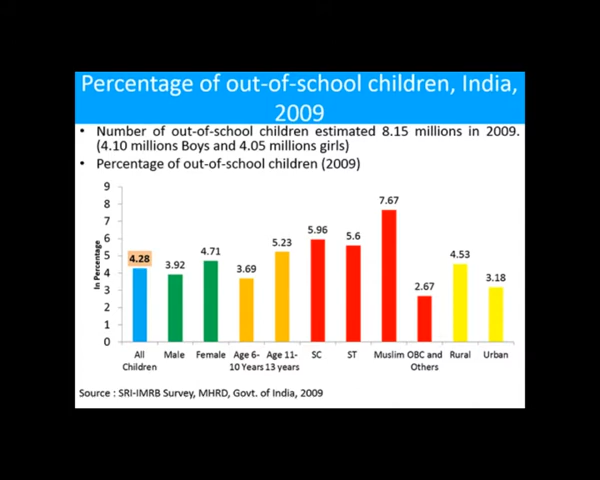 Percentage of out-of-school children, India,
2009
• Number of out-of-school children estimated 8.15 millions in 2009.
(4.10 millions Boys and 4.05 millions girls)
• Percentage of out-of-school children (2009)
In Percentage
9
8
7
6
5
4
3
2
1
0
4.28
3.92
4.71
3.69
5.23
5.96
5.6
7.67
2.67
4.53
3.18
All Children
Male
Female
Age 6-10 Years
Age 11-13 years
SC
ST
Muslim
OBC and Others
Rural
Urban
Source : SRI-IMRB Survey, MHRD, Govt. of India, 2009